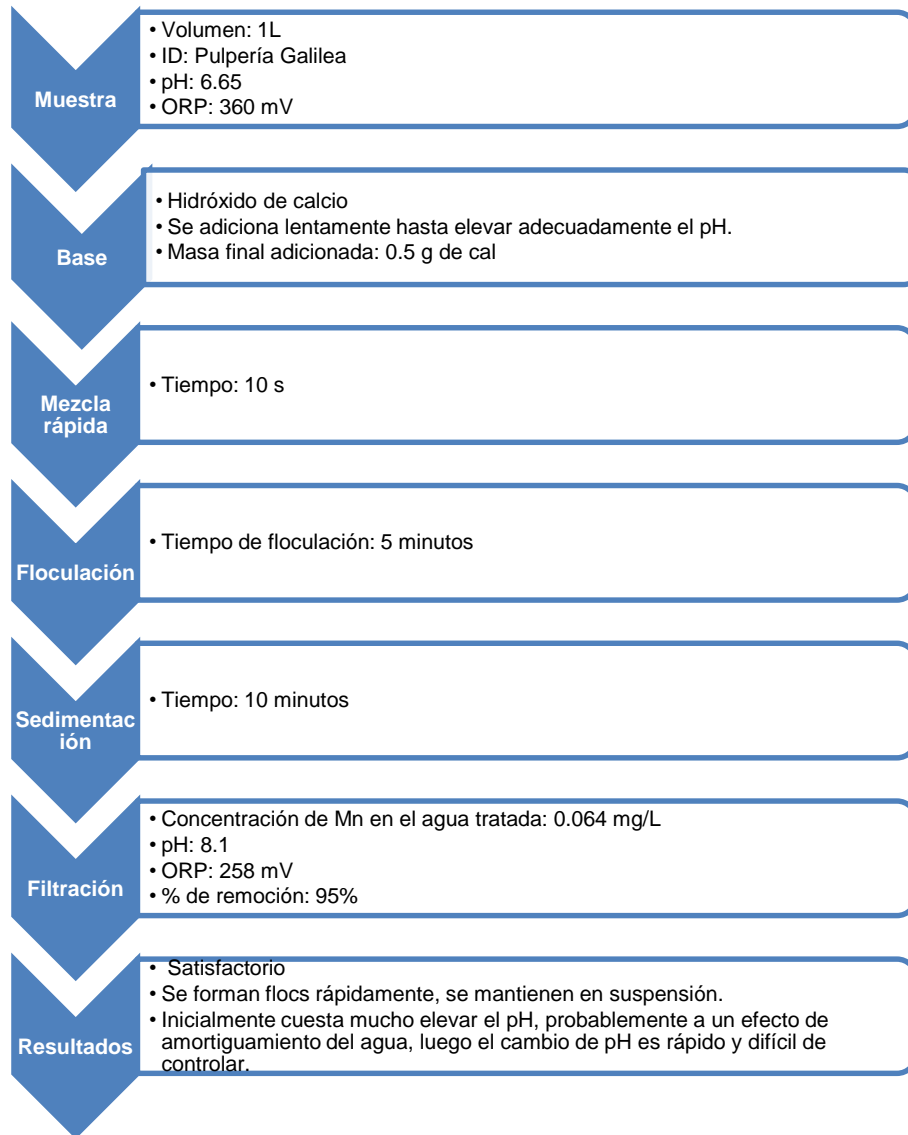 Muestra
• Volumen: 1L
• ID: Pulpería Galilea
• pH: 6.65
• ORP: 360 mV
Base
• Hidróxido de calcio
• Se adiciona lentamente hasta elevar adecuadamente el pH.
• Masa final adicionada: 0.5 g de cal
Mezcla
rápida
• Tiempo: 10 s
Floculación
• Tiempo de floculación: 5 minutos
Sedimentac
ión
• Tiempo: 10 minutos
Filtración
• Concentración de Mn en el agua tratada: 0.064 mg/L
• pH: 8.1
• ORP: 258 mV
• % de remoción: 95%
Resultados
• Satisfactorio
• Se forman flocs rápidamente, se mantienen en suspensión.
• Inicialmente cuesta mucho elevar el pH, probablemente a un efecto de
amortiguamiento del agua, luego el cambio de pH es rápido y difícil de
controlar.